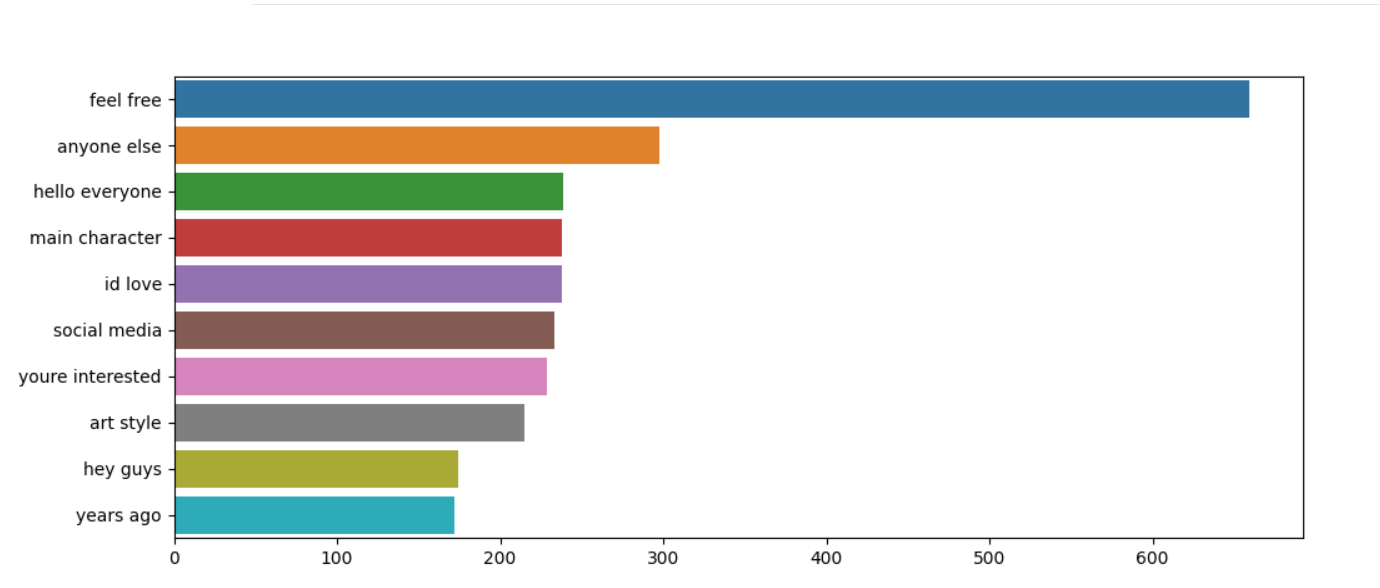 feel free
anyone else
hello everyone
main character
id love
social media
youre interested
art style
hey guys
years ago
0 100 200 300 400 500 600